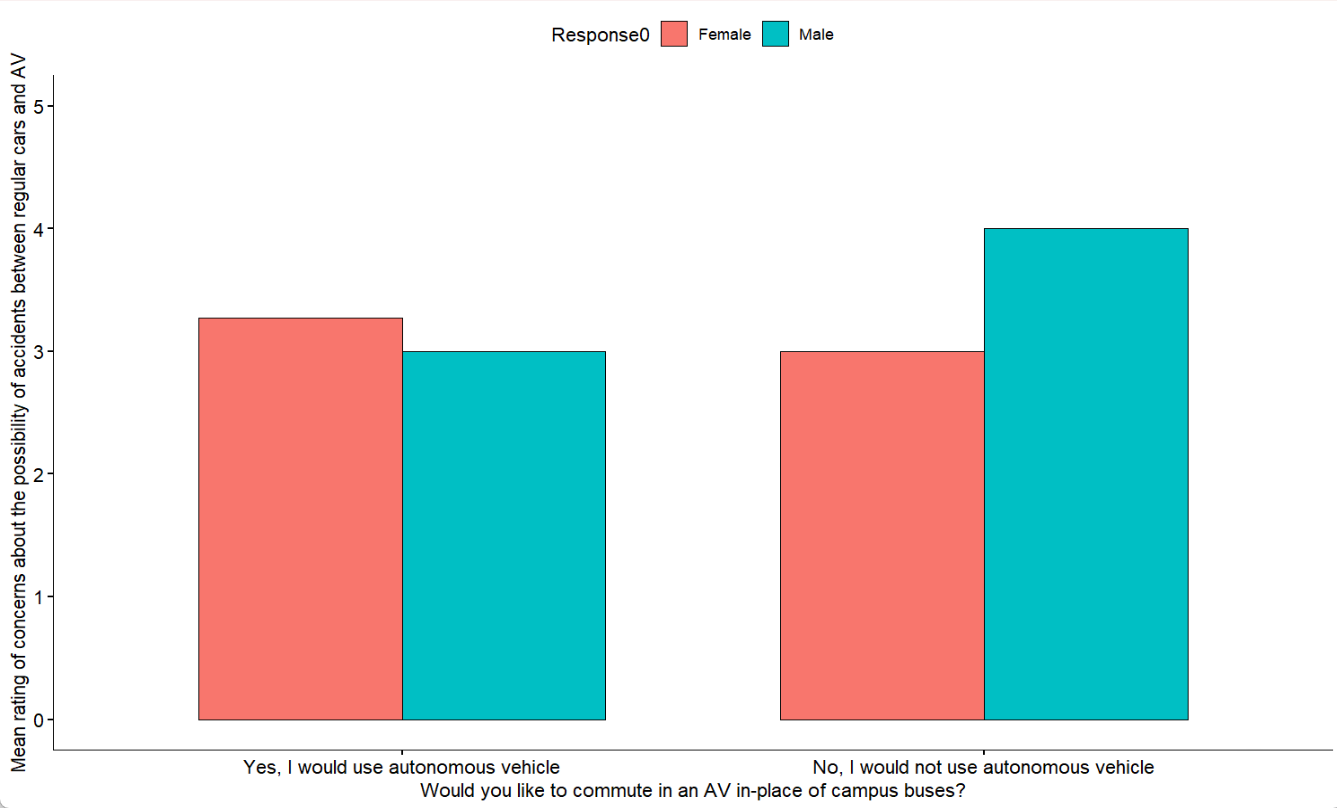 Response0 Female Male
Mean rating of concerns about the possibility of accidents between regular cars and AV
5
4
3
2
1
0
Yes, I would use autonomous vehicle No, I would not use autonomous vehicle
Would you like to commute in an AV in-place of campus buses?